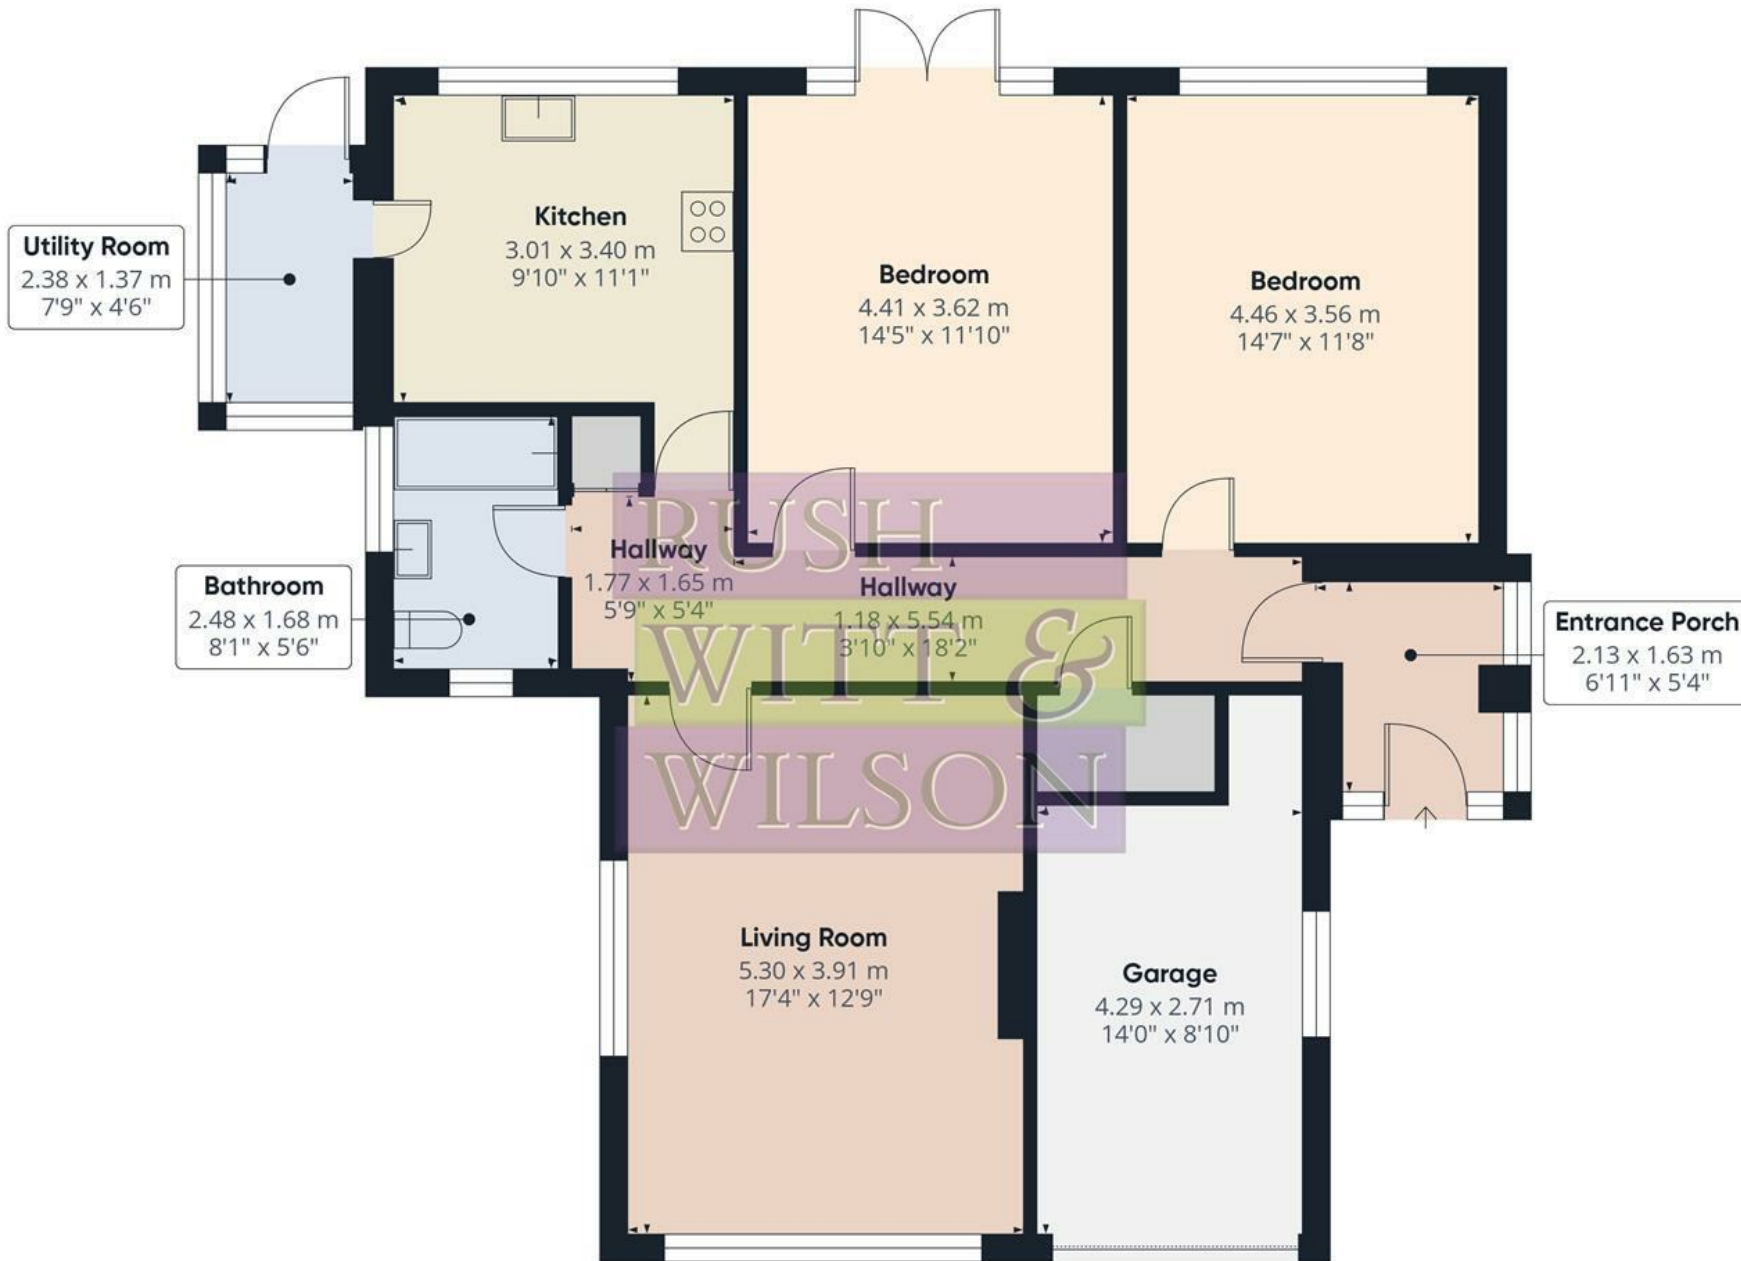 Kitchen
3.01 x 3.40 m
9'10" x 11'1"
Utility Room
2.38 x 1.37 m
7'9" x 4'6"
Bedroom
4.41 x 3.62 m
14'5" x 11'10"
Bedroom
4.46 x 3.56 m
14'7" x 11'8"
Bathroom
2.48 x 1.68 m
8'1" x 5'6"
Hallway
1.77 x 1.65 m
5'9" x 5'4"
Hallway
1.18 x 5.54 m
3'10" x 18'2"
Entrance Porch
2.13 x 1.63 m
6'11" x 5'4"
RUSH
WITT &
WILSON
Living Room
5.30 x 3.91 m
17'4" x 12'9"
Garage
4.29 x 2.71 m
14'0" x 8'10"